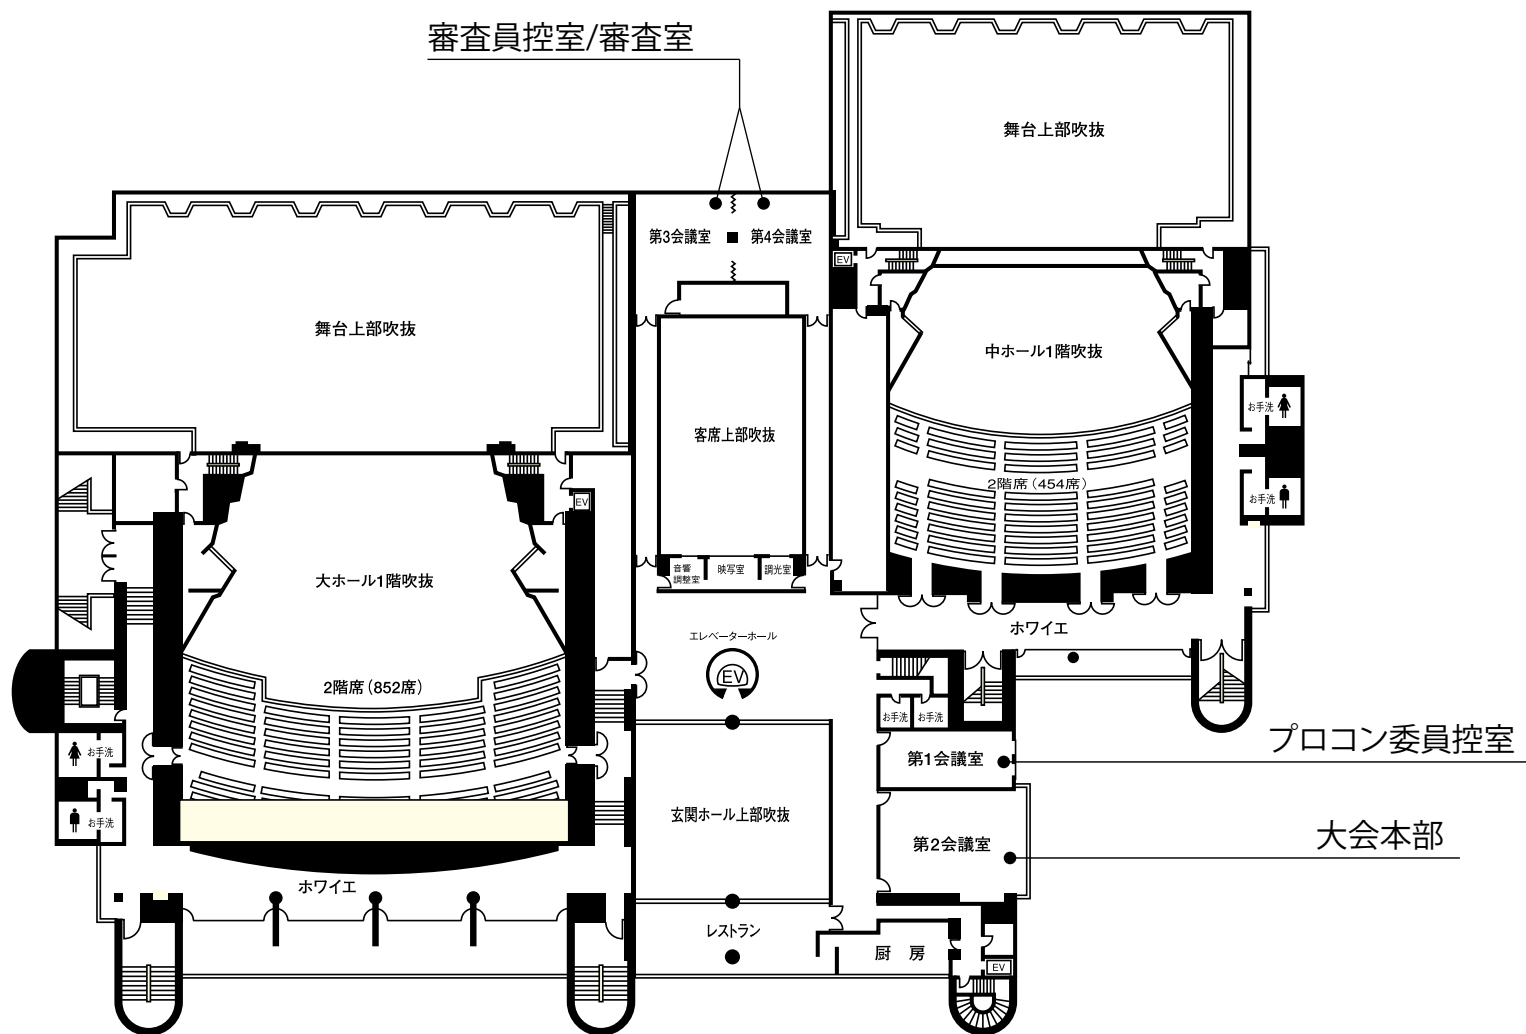 審査員控室/審査室
舞台上部吹抜
第3会議室
第4会議室
EV
舞台上部吹抜
中ホール1階吹抜
お手洗
客席上部吹抜
2階席(454席)
お手洗
EV
音響
調整室
映写室
調光室
大ホール1階吹抜
ホワイエ
エレベーターホール
EV
2階席(852席)
お手洗
お手洗
プロコン委員控室
お手洗
第1会議室
玄関ホール上部吹抜
お手洗
第2会議室
大会本部
ホワイエ
レストラン
厨 房
EV